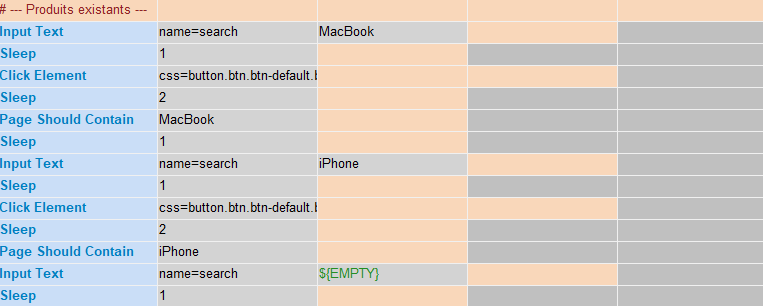 # --- Produits existants ---
Input Text name=search MacBook
Sleep 1
Click Element css=button.btn.btn-default.b
Sleep 2
Page Should Contain MacBook
Sleep 1
Input Text name=search iPhone
Sleep 1
Click Element css=button.btn.btn-default.b
Sleep 2
Page Should Contain iPhone
Input Text name=search ${EMPTY}
Sleep 1